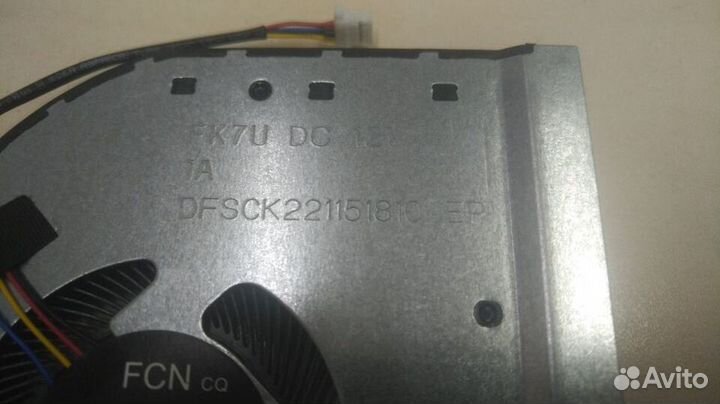 FK7U DC
1A
DFSCK22115181
FCN CQ
Avito